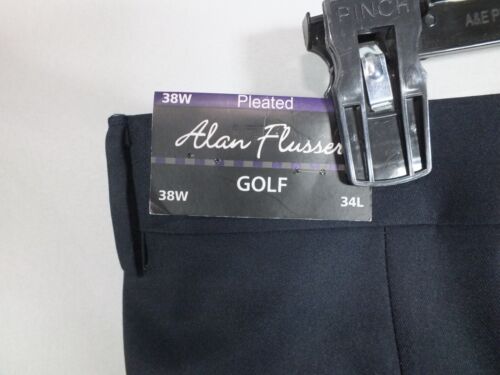 PINCH
A&E P
38W Pleated
Alan Flusser
GOLF
38W 34L